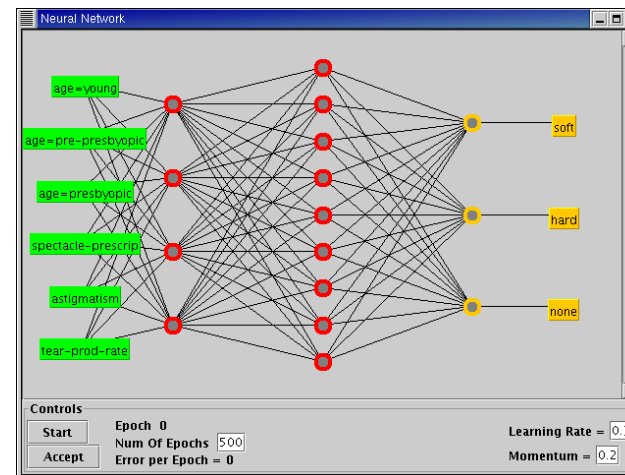 Neural Network
age=young
age=pre-presbyopic
age=presbyopic
spectacle-prescrip
astigmatism
tear-prod-rate
soft
hard
none
Controls
Start
Accept
Epoch 0
Num Of Epochs 500
Error per Epoch = 0
Learning Rate =
Momentum = 0.2